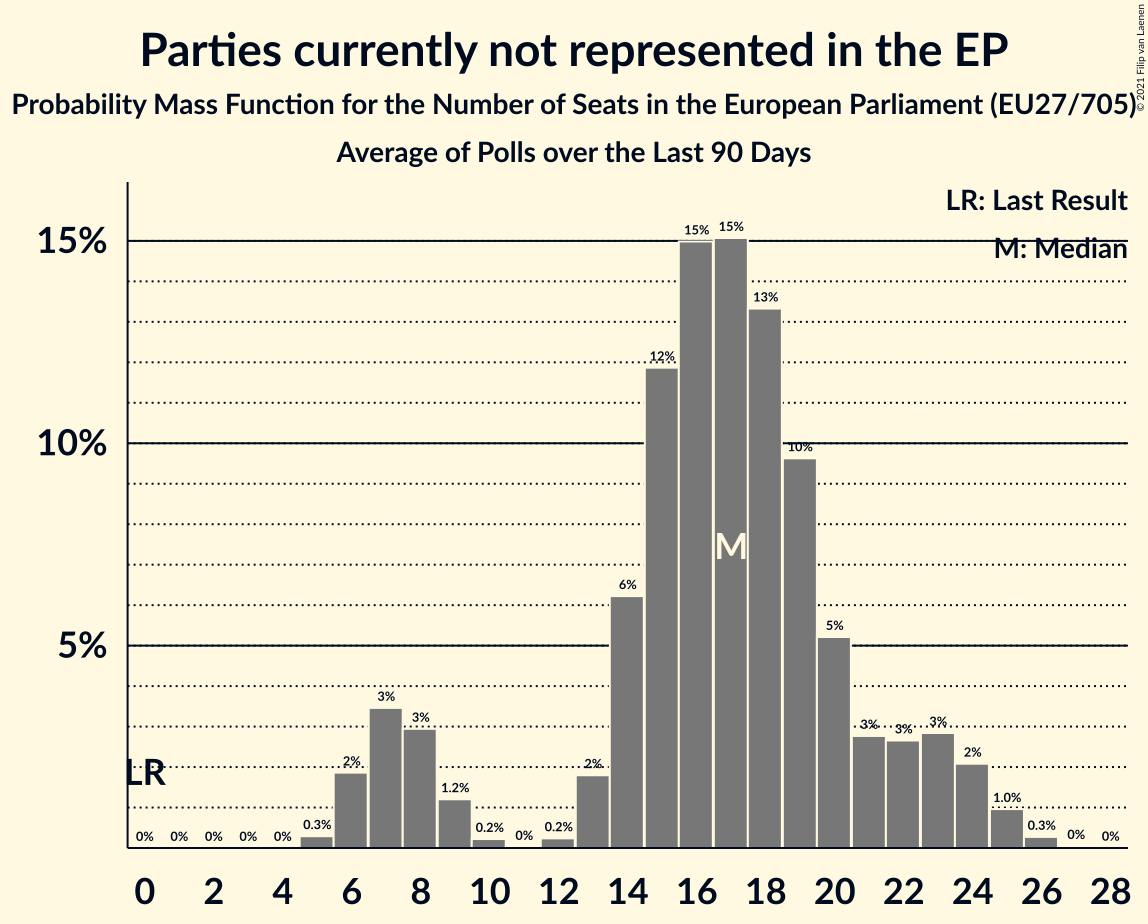 Parties currently not represented in the EP
© 2021 Filip van Laenen
Probability Mass Function for the Number of Seats in the European Parliament (EU27/705)
Average of Polls over the Last 90 Days
LR: Last Result
M: Median
15%
10%
5%
15% 15%
13%
12%
10%
M
6%
5%
3% 3%
3% 3% 3%
2% 2% 2%
LR
1.2% 1.0%
0% 0% 0% 0% 0% 0.3% 0.2% 0% 0.2% 0.3% 0% 0%
0 2 4 6 8 10 12 14 16 18 20 22 24 26 28